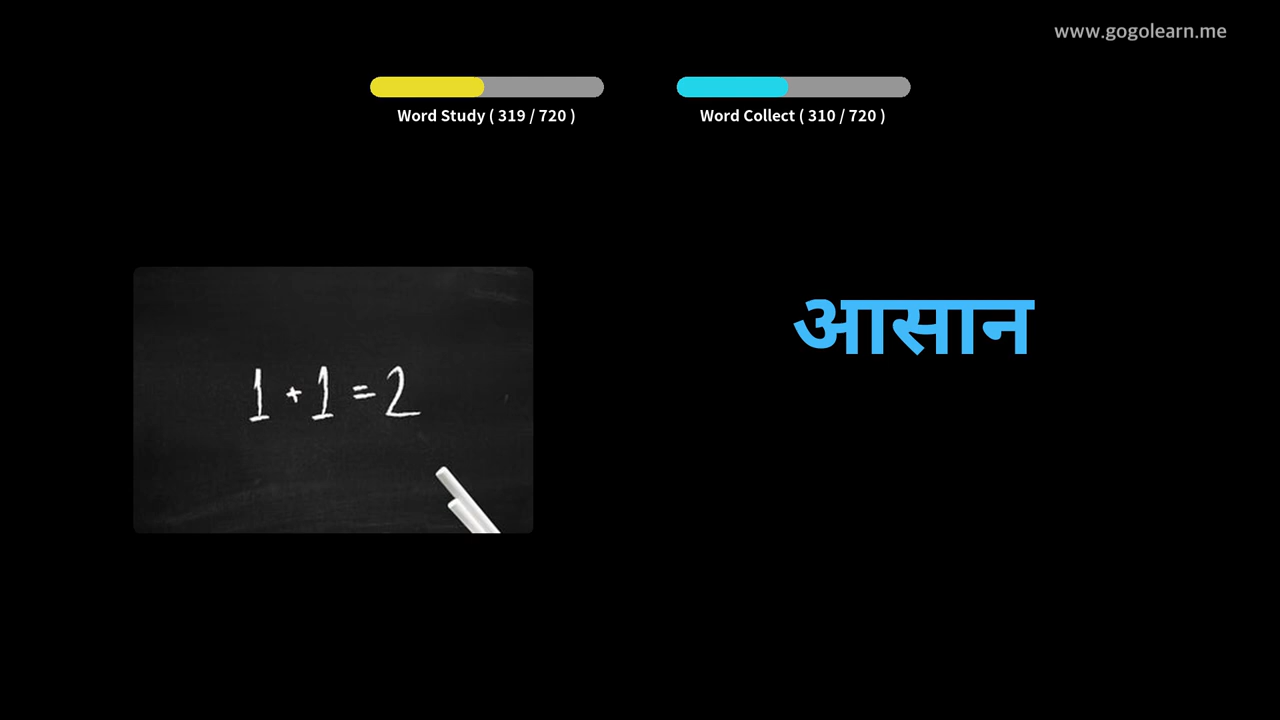 www.gogolearn.me
Word Study ( 319 / 720 )
Word Collect ( 310 / 720 )
आसान
1 + 1 = 2